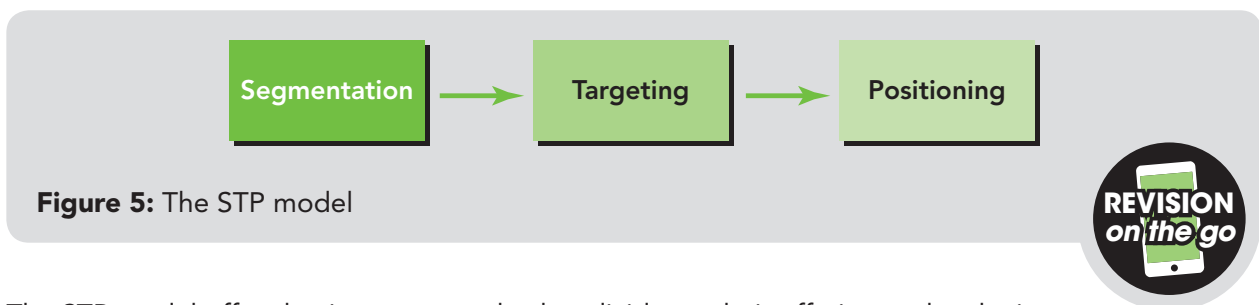 Segmentation
Targeting
Positioning
Figure 5: The STP model
REVISION
on the go